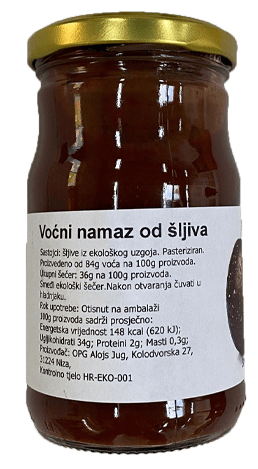 Voćni namaz od šljiva
Sastojci: šljive iz ekološkog uzgoja. Pasteriziran.
Proizvedeno od 84g voća na 100g proizvoda.
Ukupni šećer: 36g na 100g proizvoda.
Smeđi ekološki šećer.Nakon otvaranja čuvati u
hladnjaku.
Rok upotrebe: Otisnut na ambalaži
100g proizvoda sadrži prosječno:
Energetska vrijednost 148 kcal (620 kJ);
Ugljikohidrati 34g; Proteini 2g; Masti 0,3g;
Proizvođač: OPG Alojs Jug, Kolodvorska 27,
31224 Niza,
Kontrolno tjelo HR-EKO-001